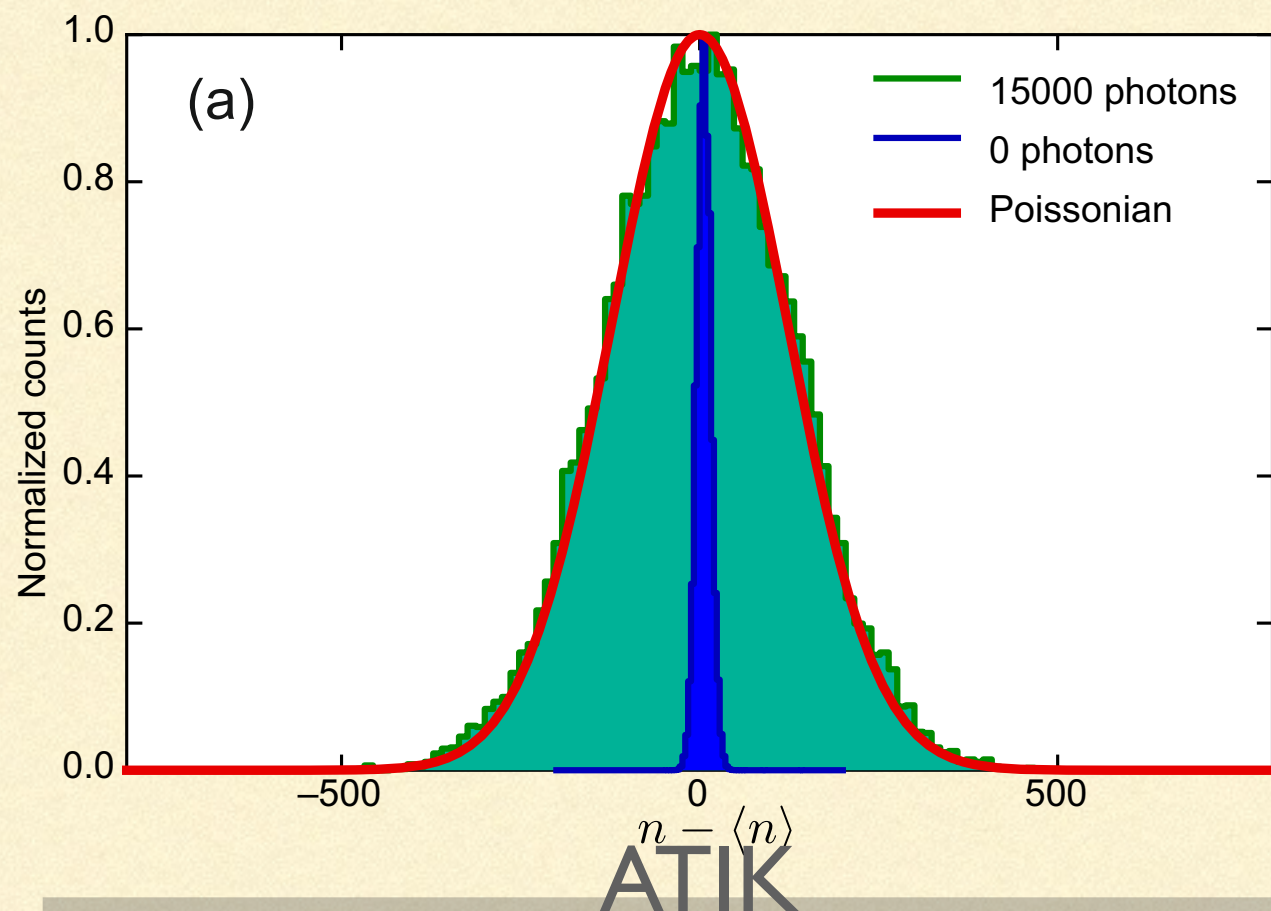 1.0
(a)
15000 photons
0 photons
Poissonian
0.8
0.6
0.4
0.2
0.0
Normalized counts
–500
0
500
n − ⟨n⟩
ATIK